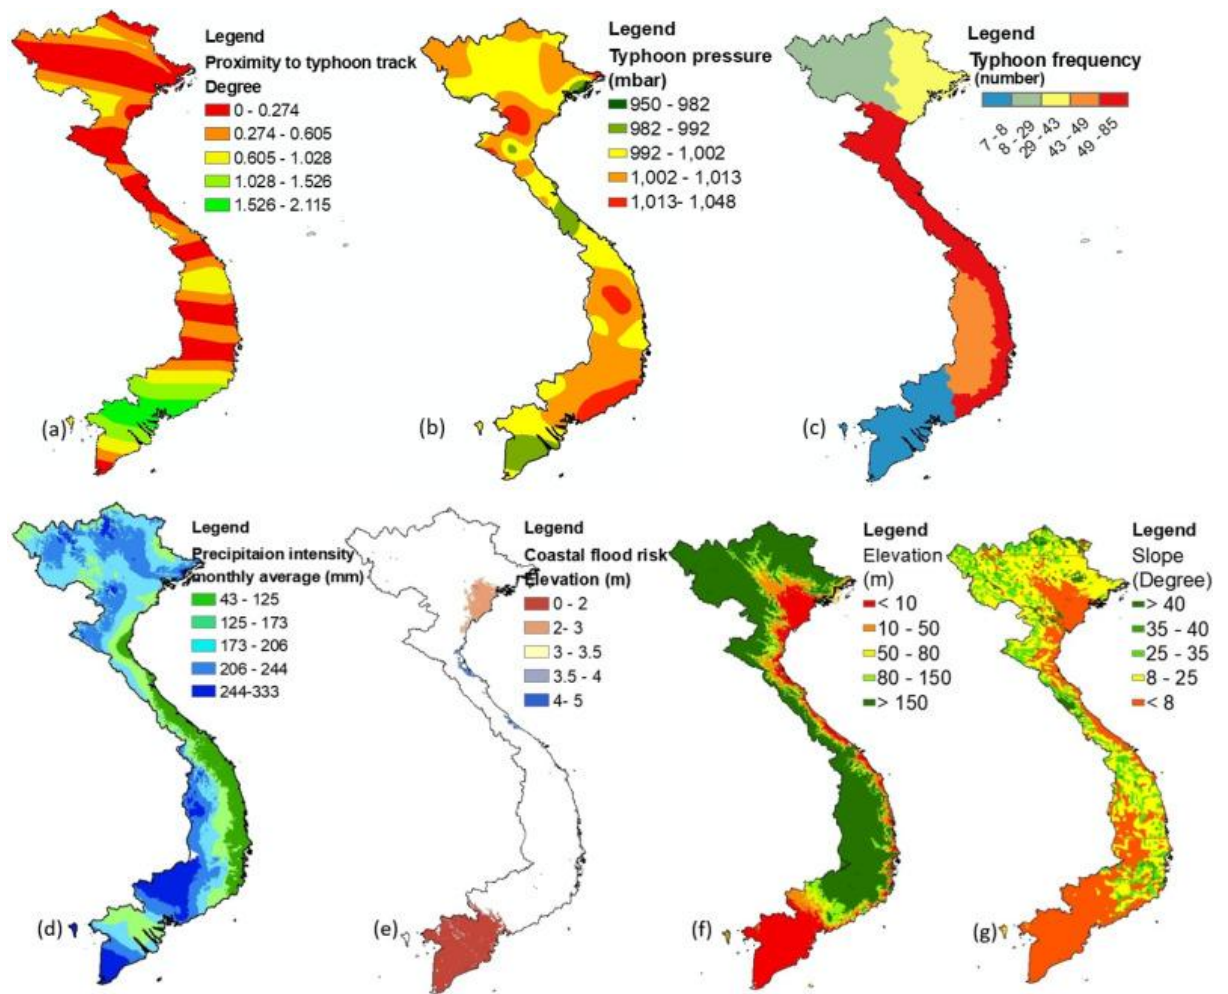 Legend
Proximity to typhoon track
Degree
0 - 0.274
0.274 - 0.605
0.605 - 1.028
1.028 - 1.526
1.526 - 2.115
(a)
Legend
Typhoon pressure
(mbar)
950 - 982
982 - 992
992 - 1,002
1,002 - 1,013
1,013- 1,048
(b)
Legend
Typhoon frequency
(number)
7 - 8
8 - 29
29 - 43
43 - 49
49 - 85
(c)
Legend
Precipitaion intensity
monthly average (mm)
43 - 125
125 - 173
173 - 206
206 - 244
244-333
(d)
Legend
Coastal flood risk
Elevation (m)
0 - 2
2- 3
3 - 3.5
3.5 - 4
4- 5
(e)
Legend
Elevation
(m)
< 10
10 - 50
50 - 80
80 - 150
> 150
(f)
Legend
Slope
(Degree)
> 40
35 - 40
25 - 35
8 - 25
< 8
(g)